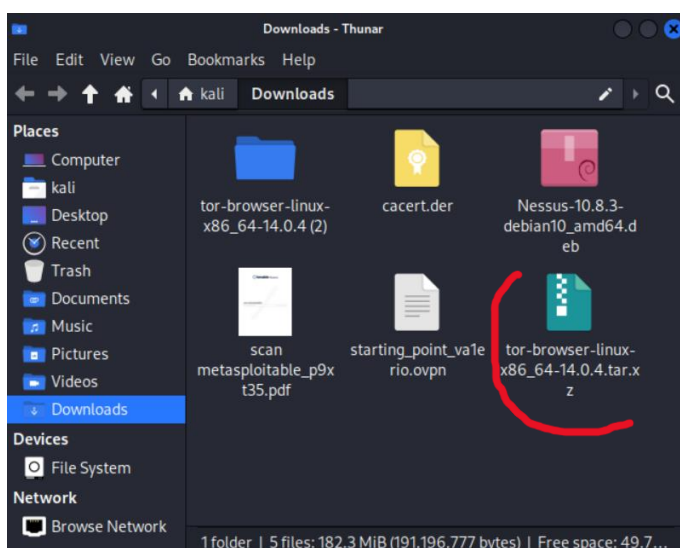 Downloads - Thunar
File Edit View Go Bookmarks Help
kali Downloads
Places
Computer
kali
Desktop
Recent
Trash
Documents
Music
Pictures
Videos
Downloads
Devices
File System
Network
Browse Network
tor-browser-linux-
x86_64-14.0.4 (2)
cacert.der
Nessus-10.8.3-
debian10_amd64.d
eb
scan
metasploitable_p9x
t35.pdf
starting_point_va1e
rio.ovpn
tor-browser-linux-
x86_64-14.0.4.tar.x
z
1 folder | 5 files: 182.3 MiB (191,196,777 bytes) | Free space: 49.7...